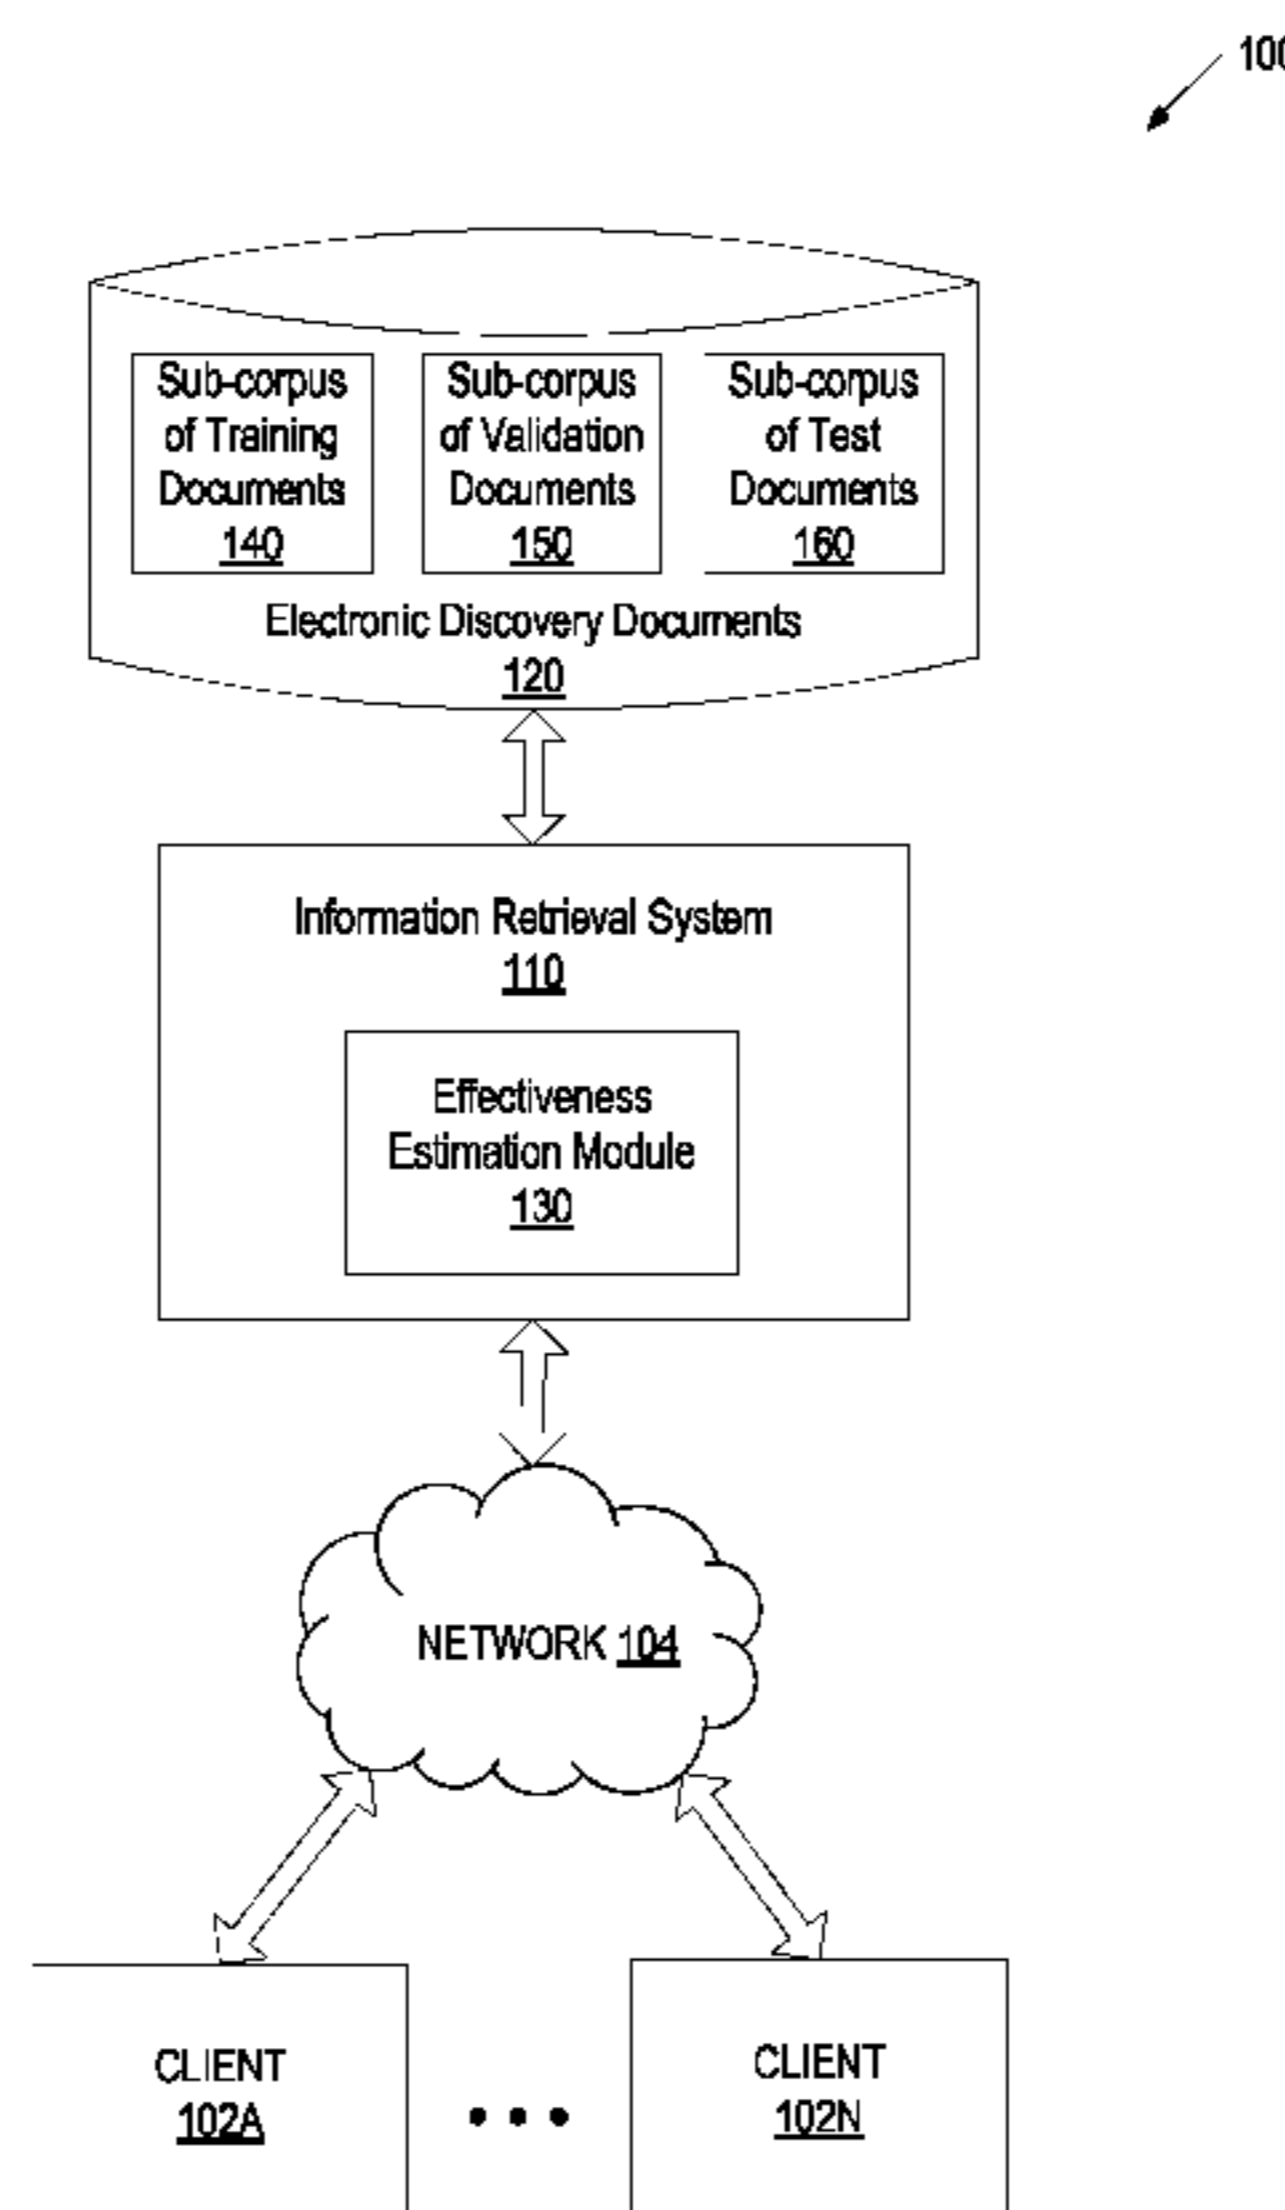 100
Sub-corpus
of Training
Documents
140
Sub-corpus
of Validation
Documents
150
Sub-corpus
of Test
Documents
160
Electronic Discovery Documents
120
Information Retrieval System
110
Effectiveness
Estimation Module
130
NETWORK 104
CLIENT
102A
CLIENT
102N